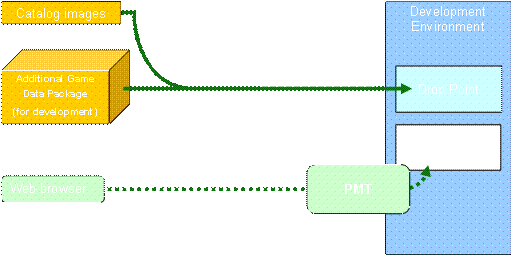 Catalog images
Development
Environment
Additional Game
Data Package
(for development)
Drop Point
Web browser
PMT